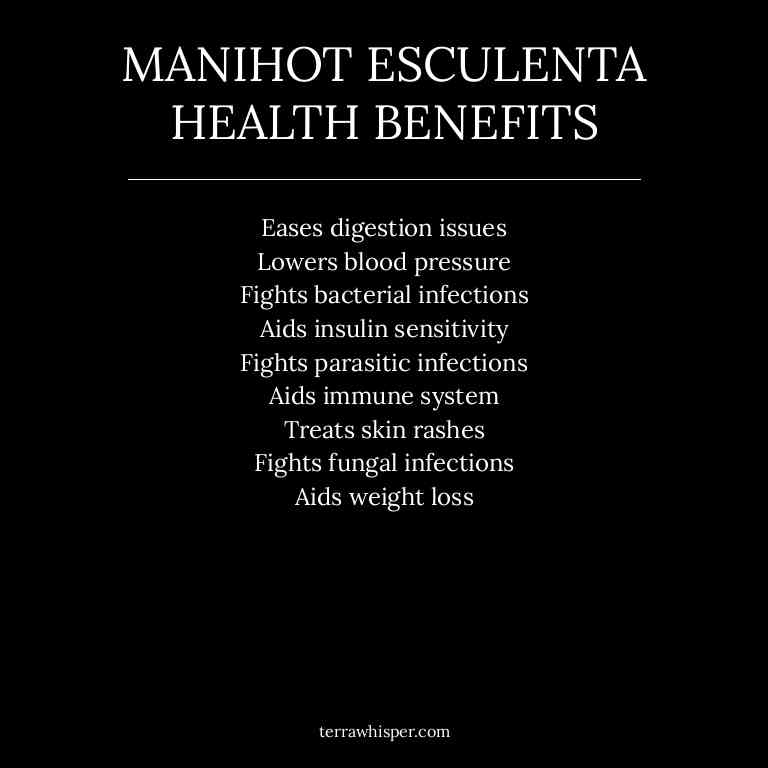 MANIHOT ESCULENTA
HEALTH BENEFITS
Eases digestion issues
Lowers blood pressure
Fights bacterial infections
Aids insulin sensitivity
Fights parasitic infections
Aids immune system
Treats skin rashes
Fights fungal infections
Aids weight loss
terrawhisper.com